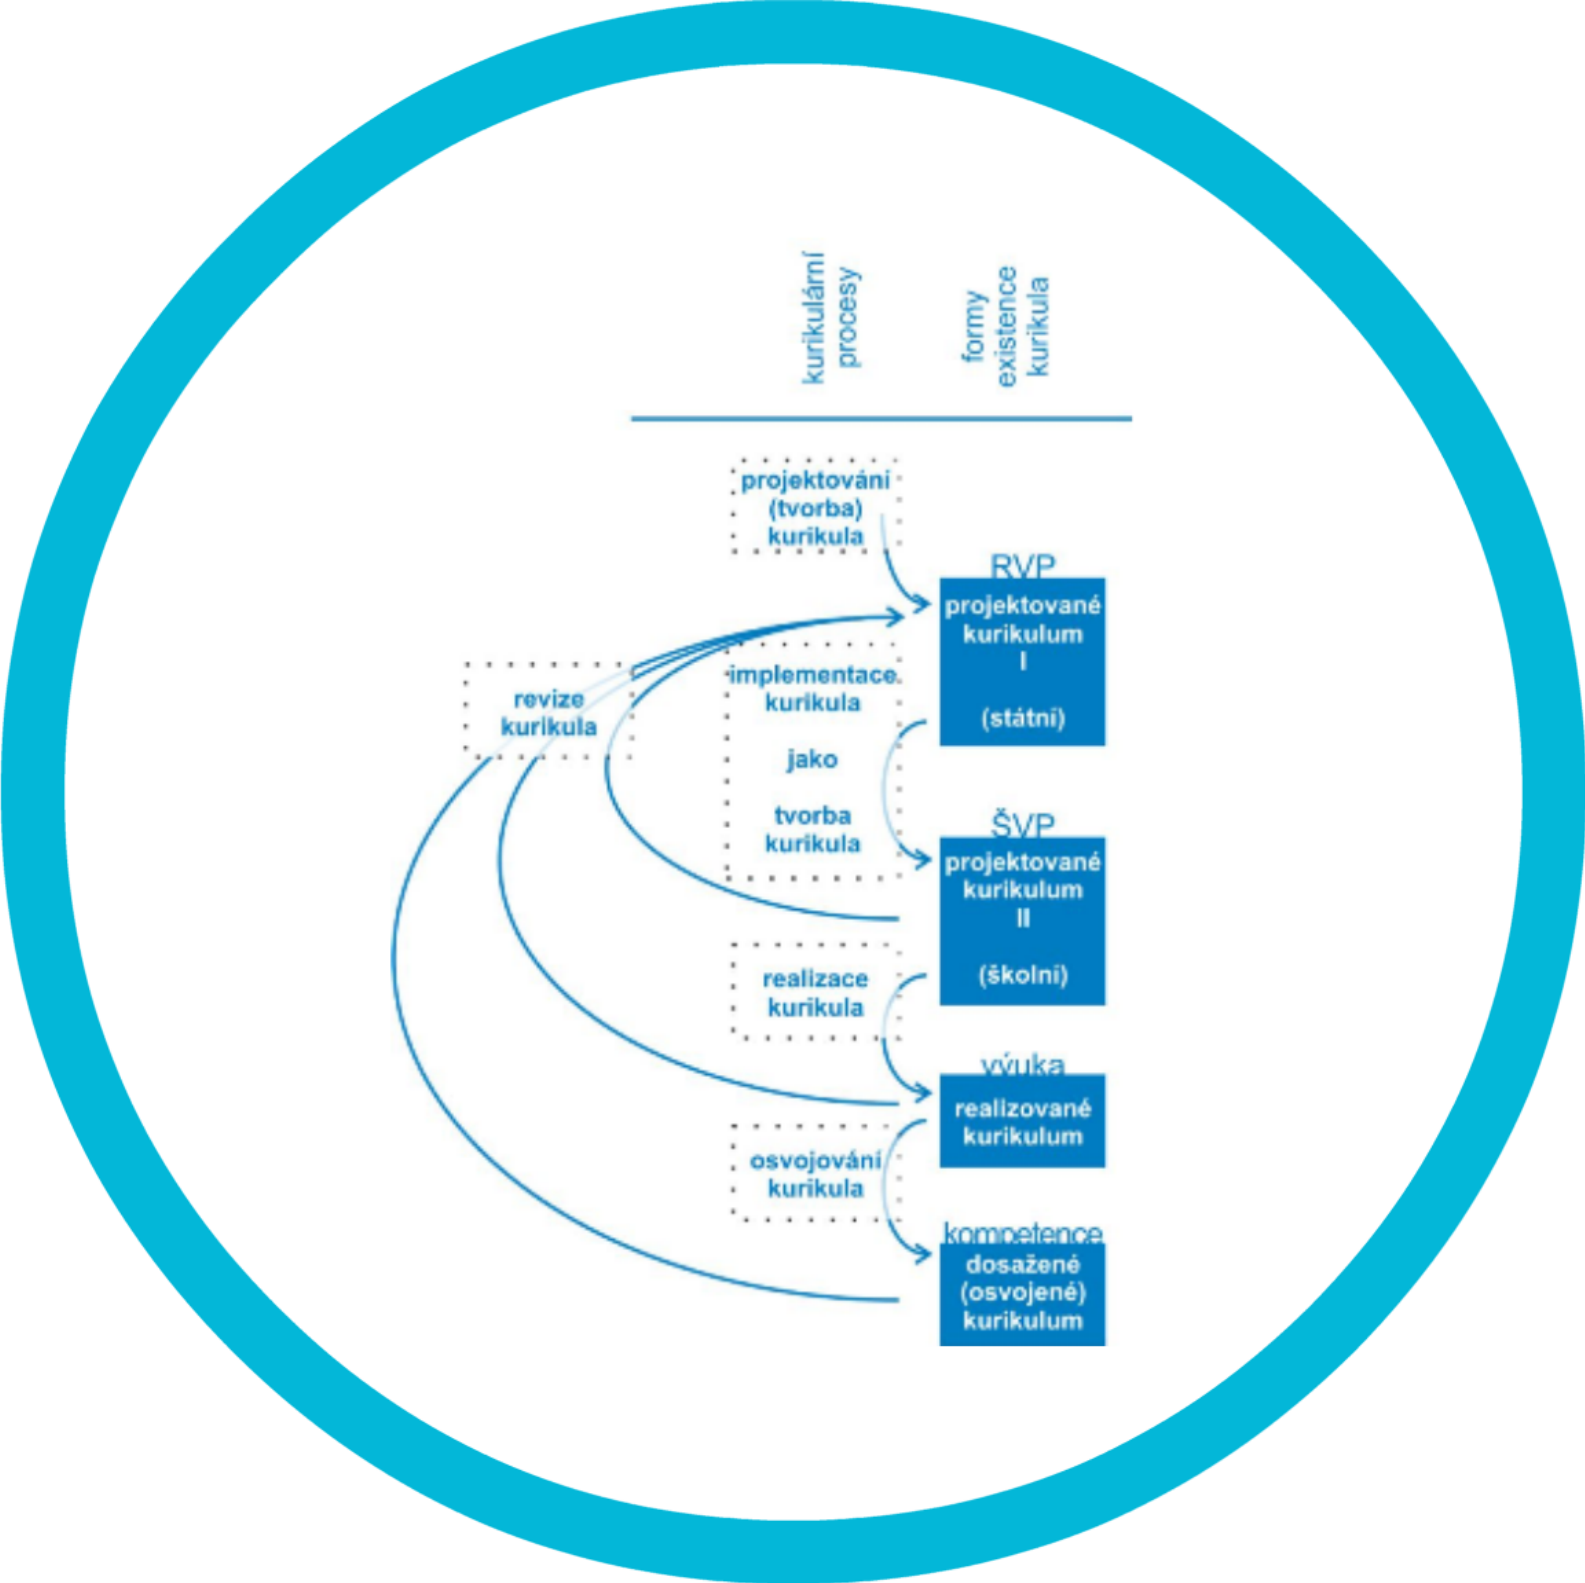 kurikulární
procesy
formy
existence
kurikula
projektování
(tvorba)
kurikula
RVP
projektované
kurikulum
I
(státní)
revize
kurikula
implementace
kurikula
jako
tvorba
kurikula
ŠVP
projektované
kurikulum
II
(školní)
realizace
kurikula
výuka
realizované
kurikulum
osvojování
kurikula
kompetence
dosažené
(osvojené)
kurikulum